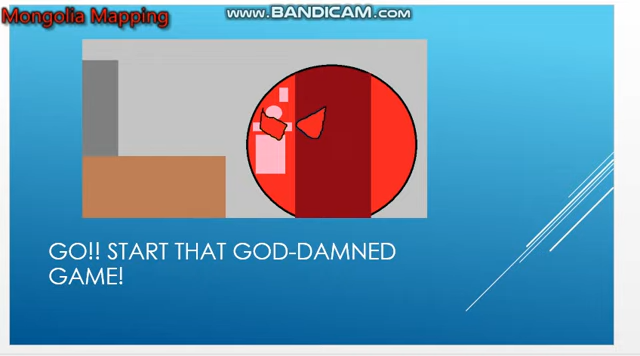 Mongolia Mapping
www.BANDICAM.com
GO!! START THAT GOD-DAMNED
GAME!